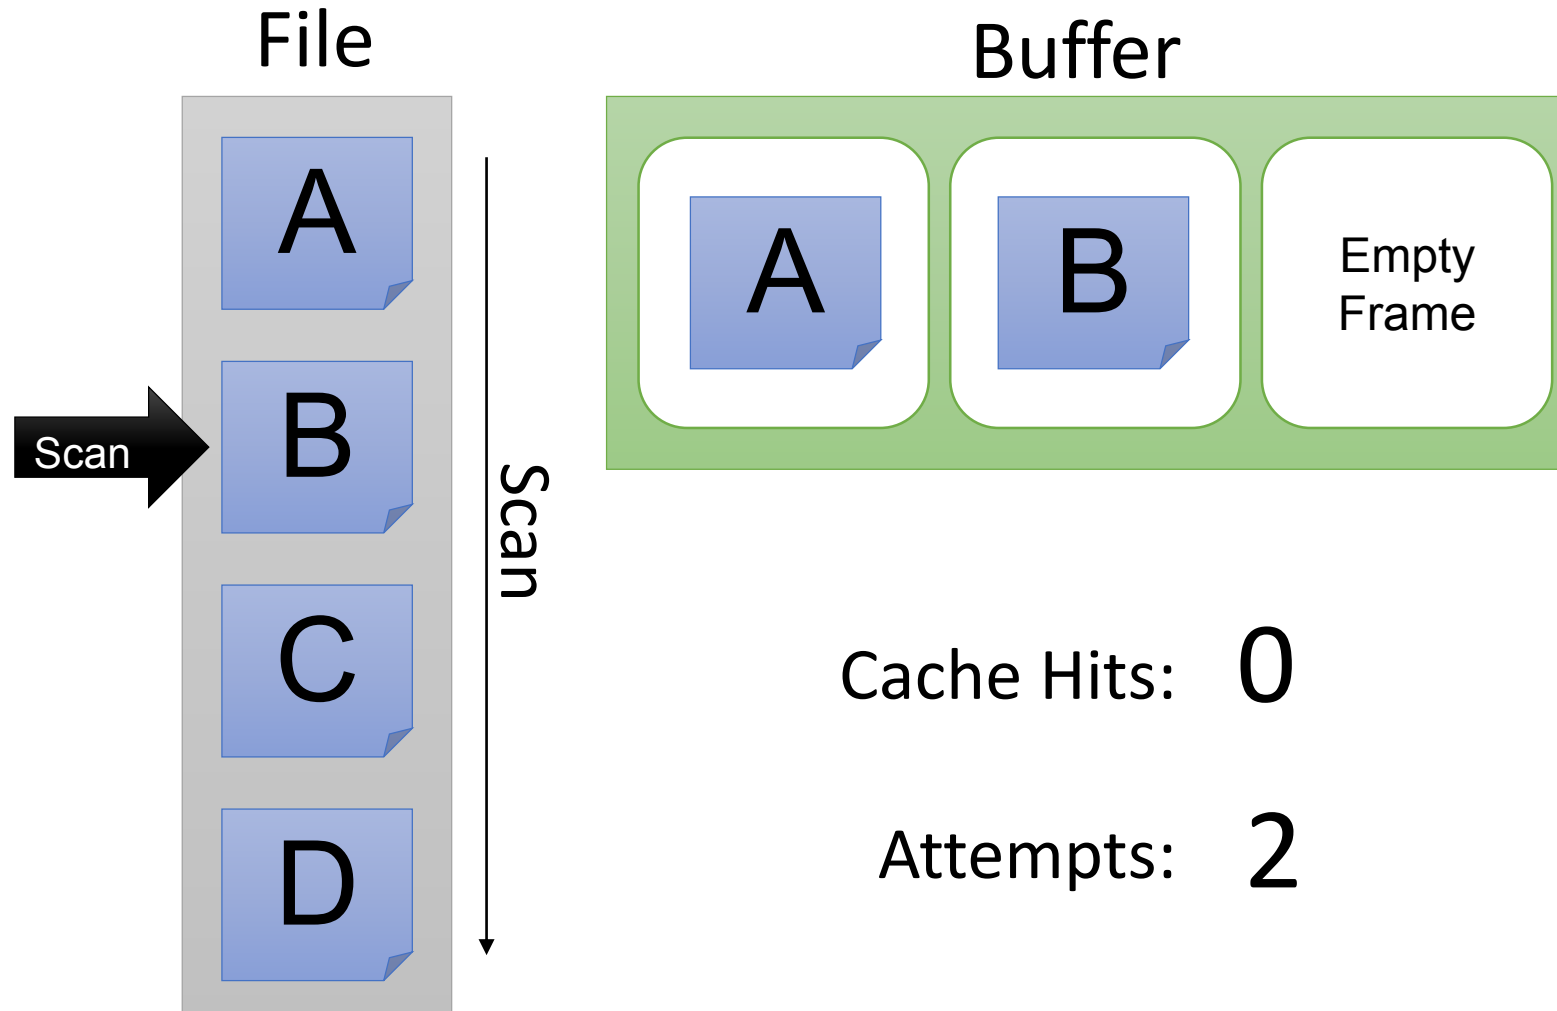 File
A
B
C
D
Scan
Scan
Buffer
A
B
Empty
Frame
Cache Hits: 0
Attempts: 2